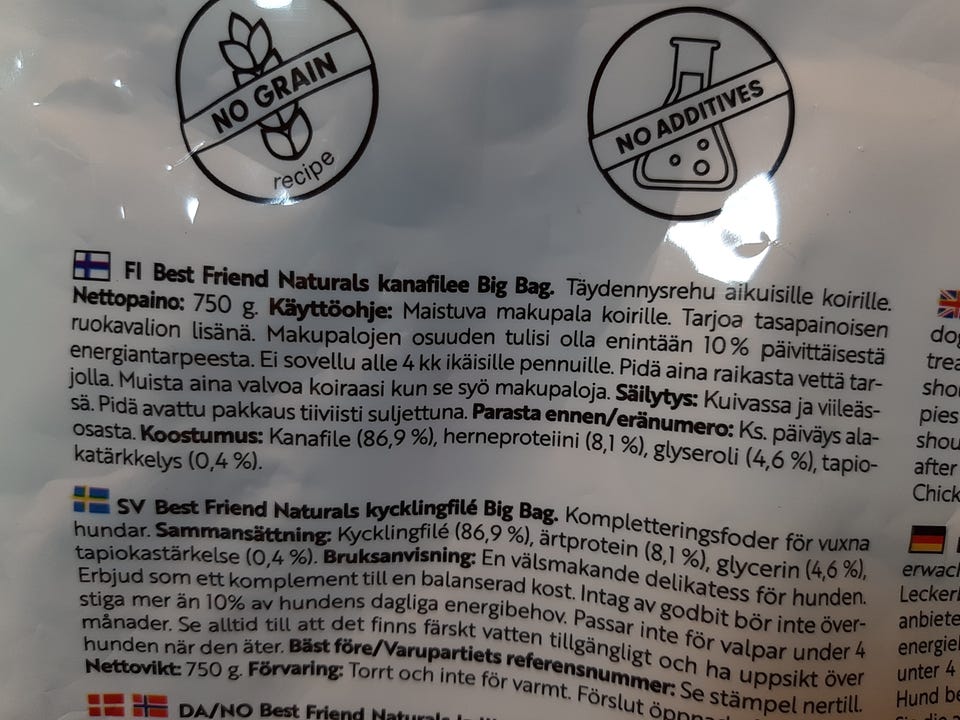 NO GRAIN
recipe
NO ADDITIVES
FI Best Friend Naturals kanafilee Big Bag. Täydennysrehu aikuisille koirille.
Nettopaino: 750 g. Käyttöohje: Maistuva makupala koirille. Tarjoa tasapainoisen
ruokavalion lisänä. Makupalojen osuuden tulisi olla enintään 10 % päivittäisestä
energiantarpeesta. Ei sovellu alle 4 kk ikäisille pennuille. Pidä aina raikasta vettä tar-
jolla. Muista aina valvoa koiraasi kun se syö makupaloja. Säilytys: Kuivassa ja viileäs-
sä. Pidä avattu pakkaus tiiviisti suljettuna. Parasta ennen/eränumero: Ks. päiväys ala-
osasta. Koostumus: Kanafile (86,9 %), herneproteiini (8,1 %), glyseroli (4,6 %), tapio-
katärkkelys (0,4 %).
SV Best Friend Naturals kycklingfilé Big Bag. Kompletteringsfoder för vuxna
hundar. Sammansättning: Kycklingfilé (86,9 %), ärtprotein (8,1 %), glycerin (4,6 %),
tapiokastärkelse (0,4 %). Bruksanvisning: En välsmakande delikatess för hunden.
Erbjud som ett komplement till en balanserad kost. Intag av godbit bör inte över-
stiga mer än 10% av hundens dagliga energibehov. Passar inte för valpar under 4
månader. Se alltid till att det finns färskt vatten tillgängligt och ha uppsikt över
hunden när den äter. Bäst före/Varupartiets referensnummer: Se stämpel nertill.
Nettovikt: 750 g. Förvaring: Torrt och inte för varmt. Förslut
DA/NO Best Friend Naturals
dog
trea
shou
pies
shou
after
Chick
erwach
Leckerl
anbiete
energie
unter 4
Hund be